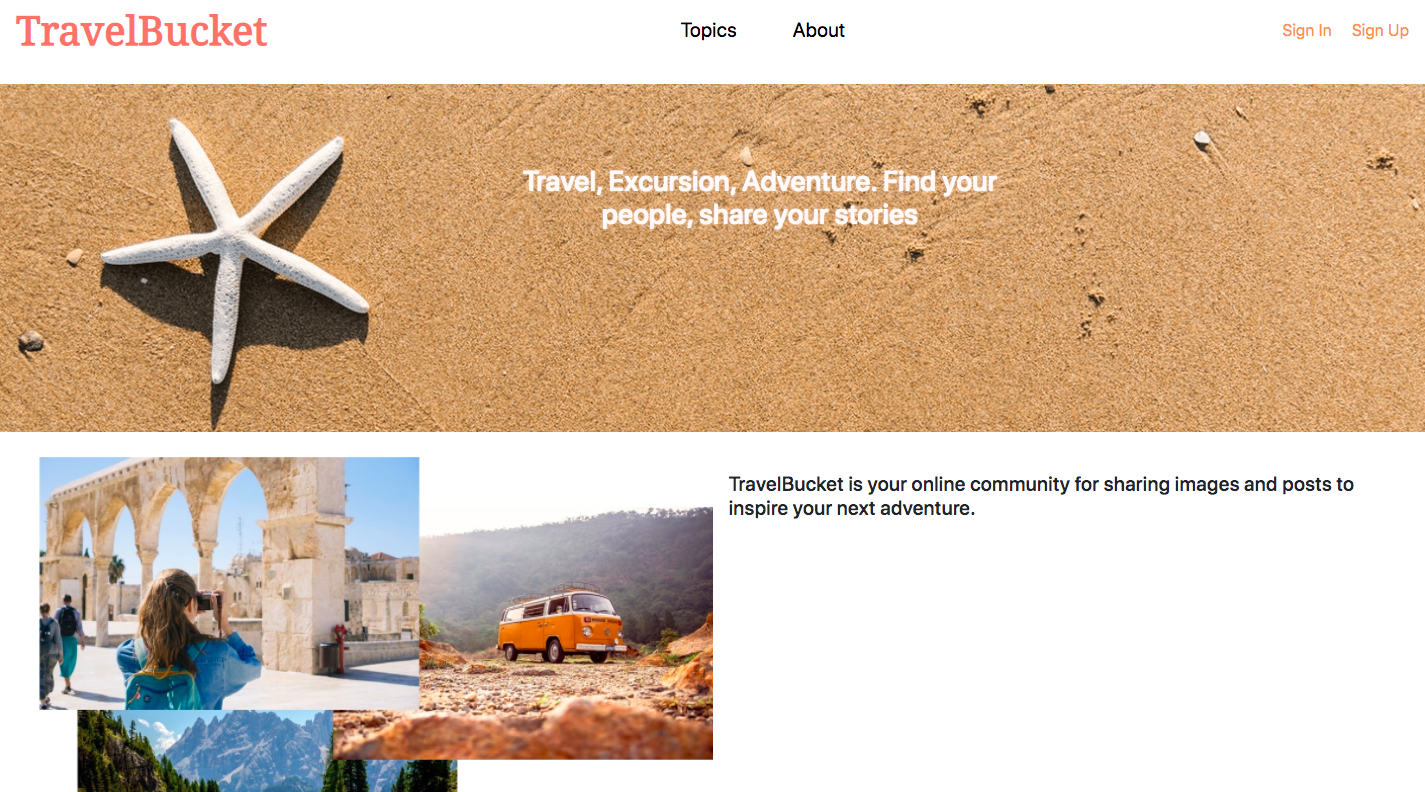 TravelBucket
Topics
About
Sign In
Sign Up
Travel, Excursion, Adventure. Find your
people, share your stories
TravelBucket is your online community for sharing images and posts to
inspire your next adventure.